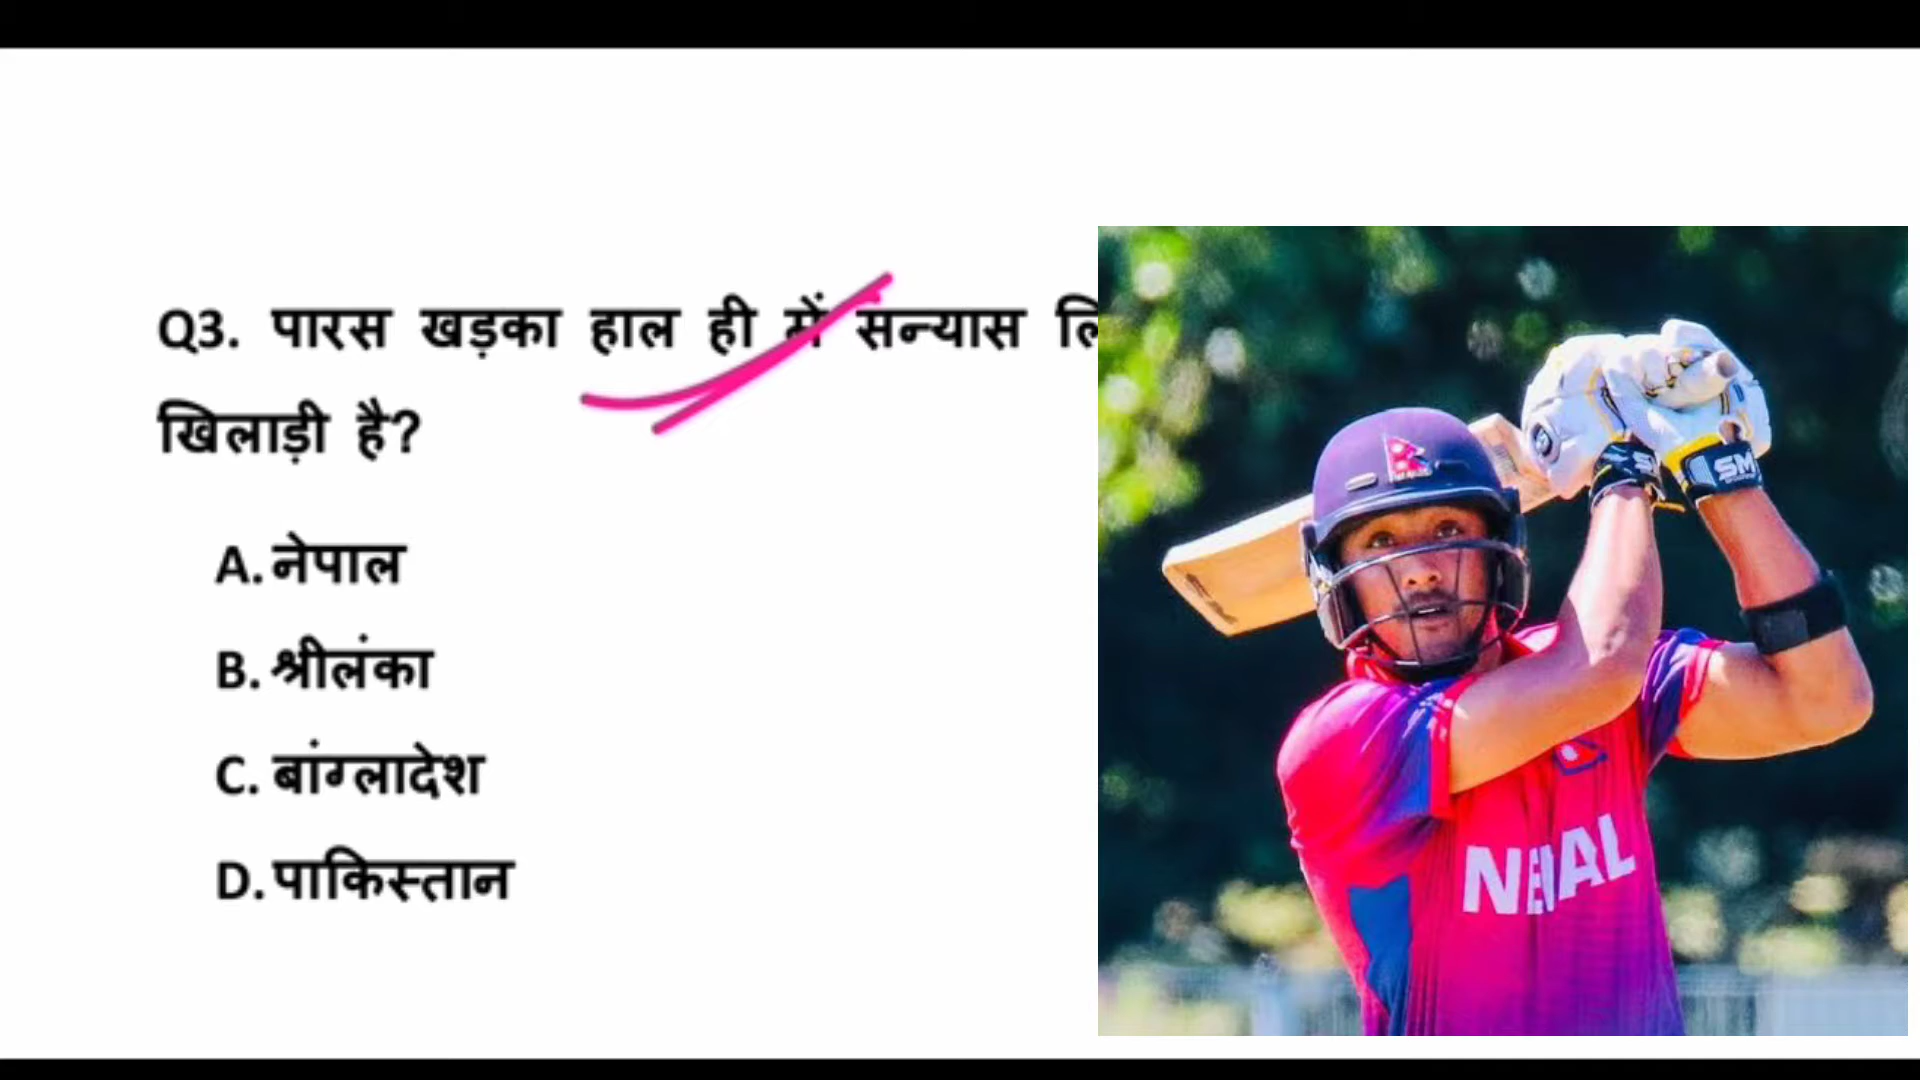 Q3. पारस खड़का हाल ही में सन्यास
खिलाड़ी है?
A. नेपाल
B. श्रीलंका
C. बांग्लादेश
D. पाकिस्तान
SM
NEPAL